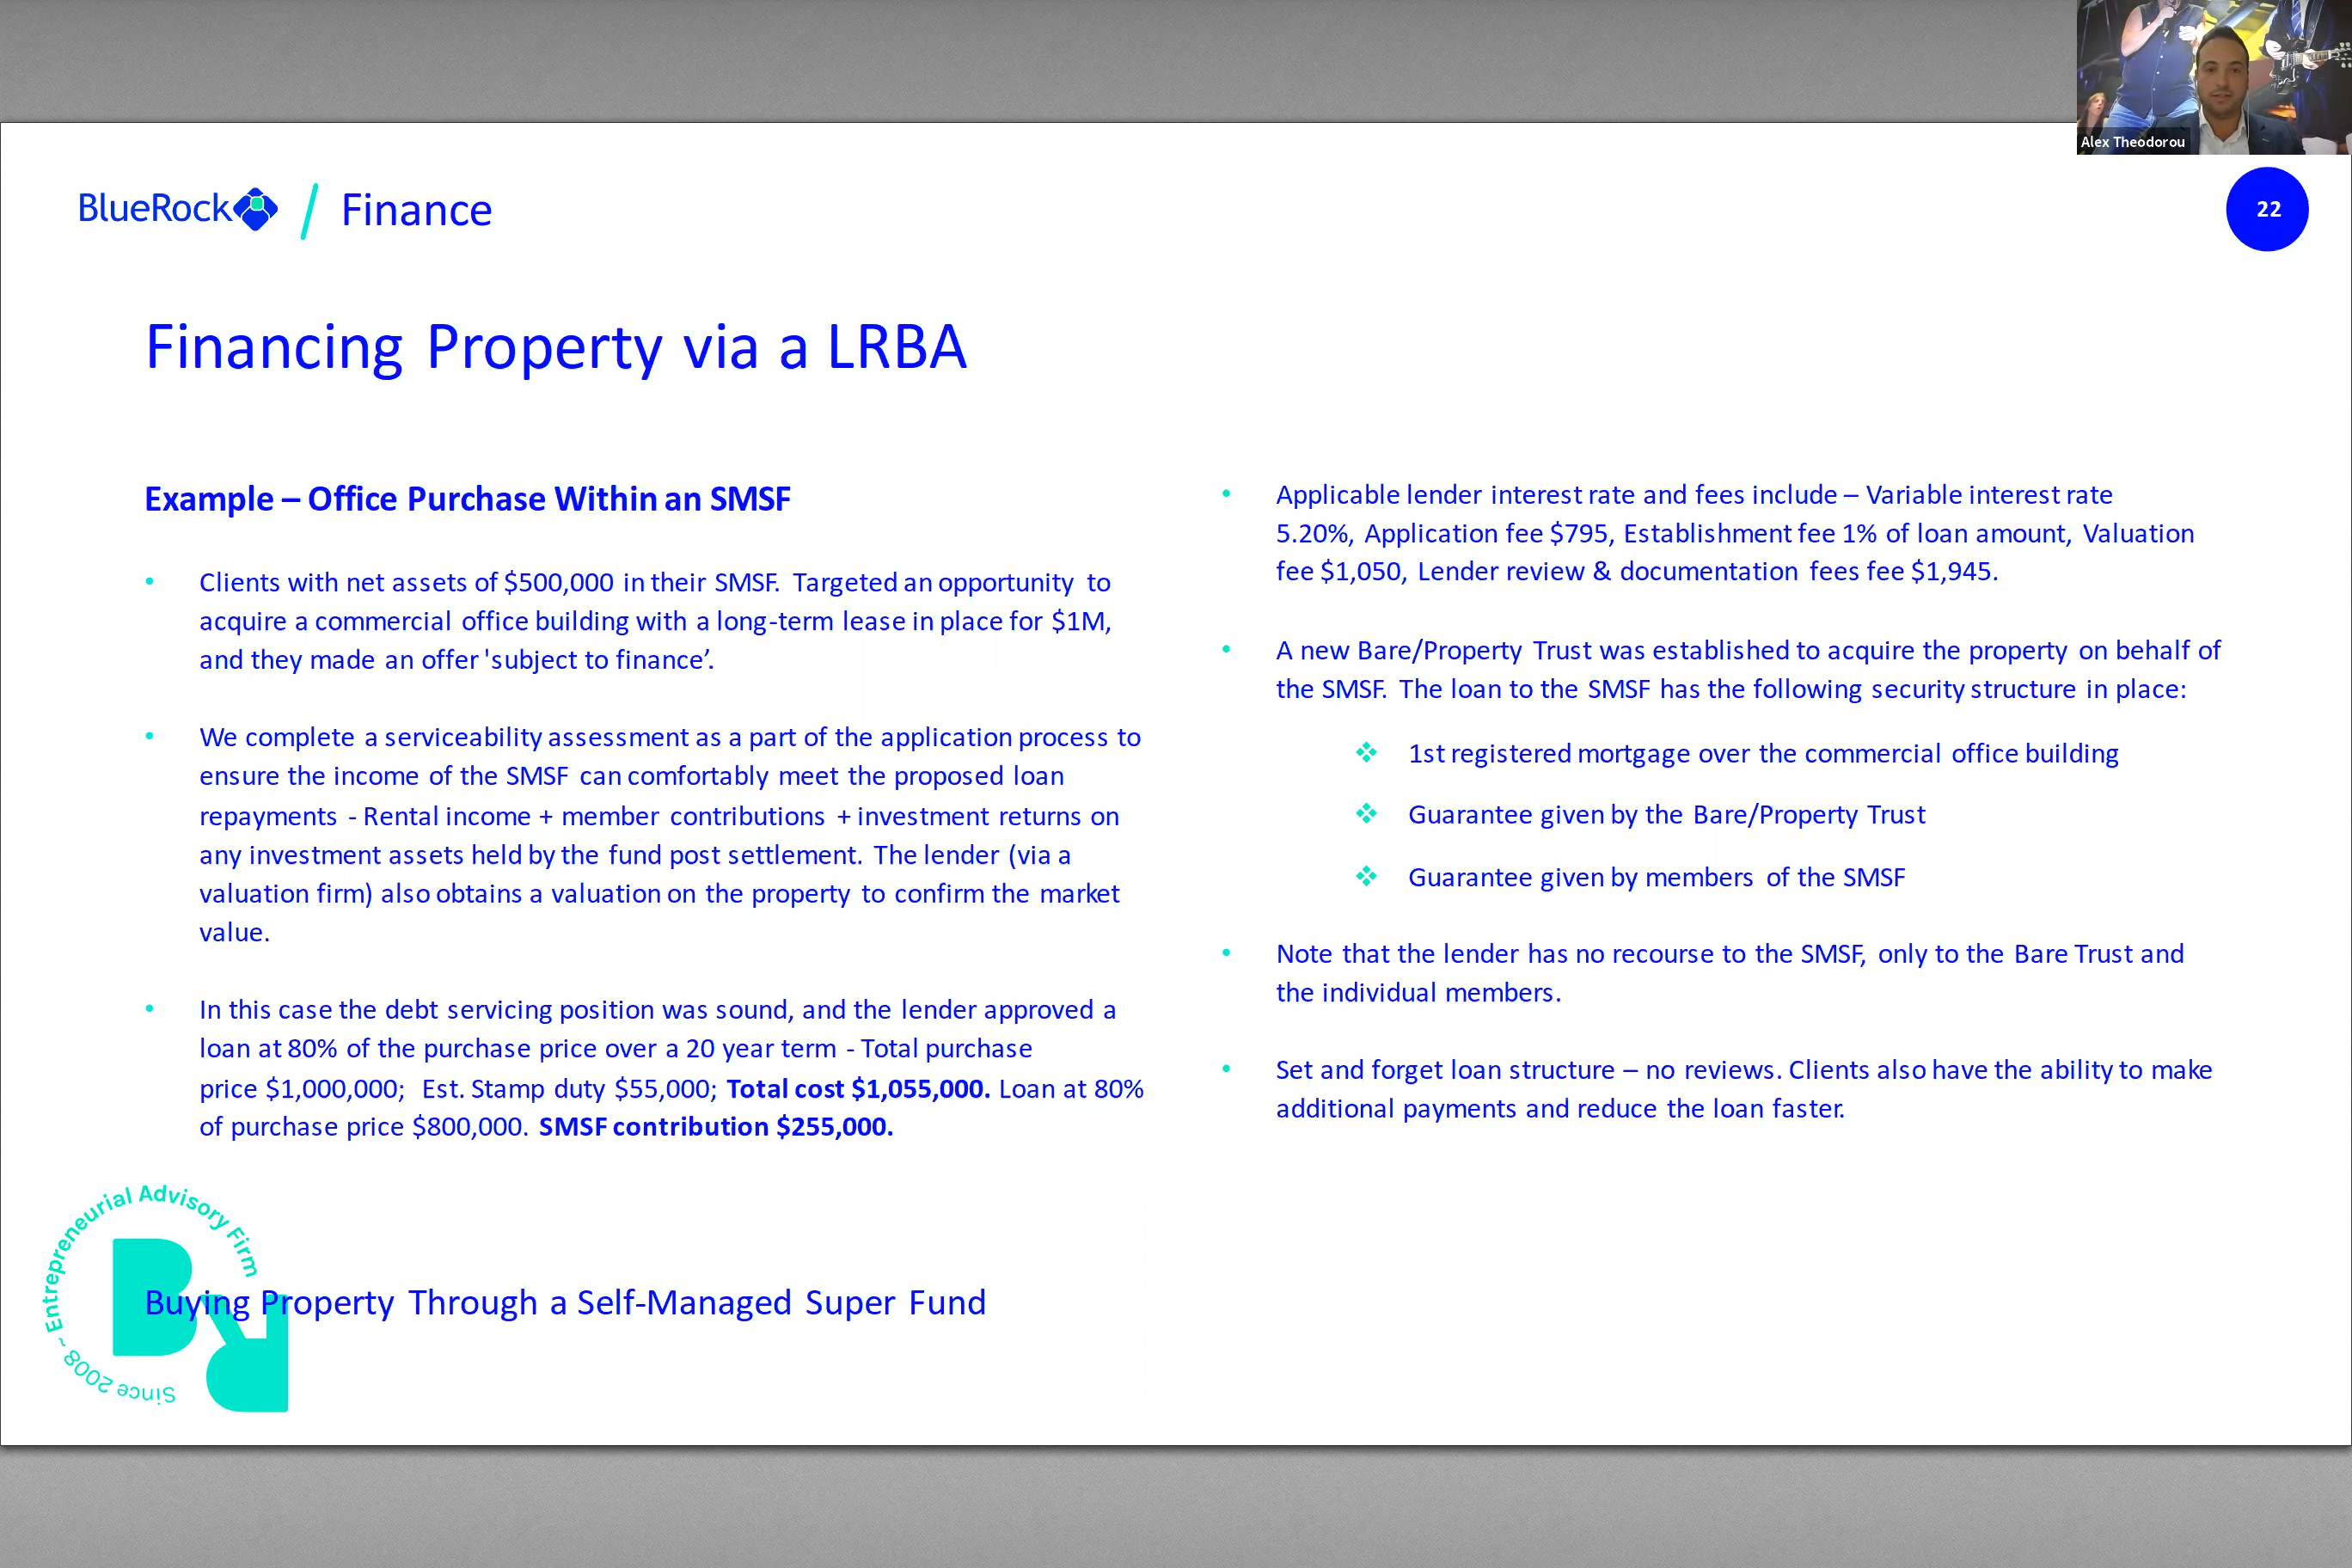 Alex Theodorou
BlueRock / Finance
22
Financing Property via a LRBA
Example – Office Purchase Within an SMSF
• Clients with net assets of $500,000 in their SMSF. Targeted an opportunity to
acquire a commercial office building with a long-term lease in place for $1M,
and they made an offer 'subject to finance’.
• We complete a serviceability assessment as a part of the application process to
ensure the income of the SMSF can comfortably meet the proposed loan
repayments - Rental income + member contributions + investment returns on
any investment assets held by the fund post settlement. The lender (via a
valuation firm) also obtains a valuation on the property to confirm the market
value.
• In this case the debt servicing position was sound, and the lender approved a
loan at 80% of the purchase price over a 20 year term - Total purchase
price $1,000,000; Est. Stamp duty $55,000; Total cost $1,055,000. Loan at 80%
of purchase price $800,000. SMSF contribution $255,000.
• Applicable lender interest rate and fees include – Variable interest rate
5.20%, Application fee $795, Establishment fee 1% of loan amount, Valuation
fee $1,050, Lender review & documentation fees fee $1,945.
• A new Bare/Property Trust was established to acquire the property on behalf of
the SMSF. The loan to the SMSF has the following security structure in place:
❖ 1st registered mortgage over the commercial office building
❖ Guarantee given by the Bare/Property Trust
❖ Guarantee given by members of the SMSF
• Note that the lender has no recourse to the SMSF, only to the Bare Trust and
the individual members.
• Set and forget loan structure – no reviews. Clients also have the ability to make
additional payments and reduce the loan faster.
Entrepreneurial Advisory Firm
~ Since 2008
BR
Buying Property Through a Self-Managed Super Fund